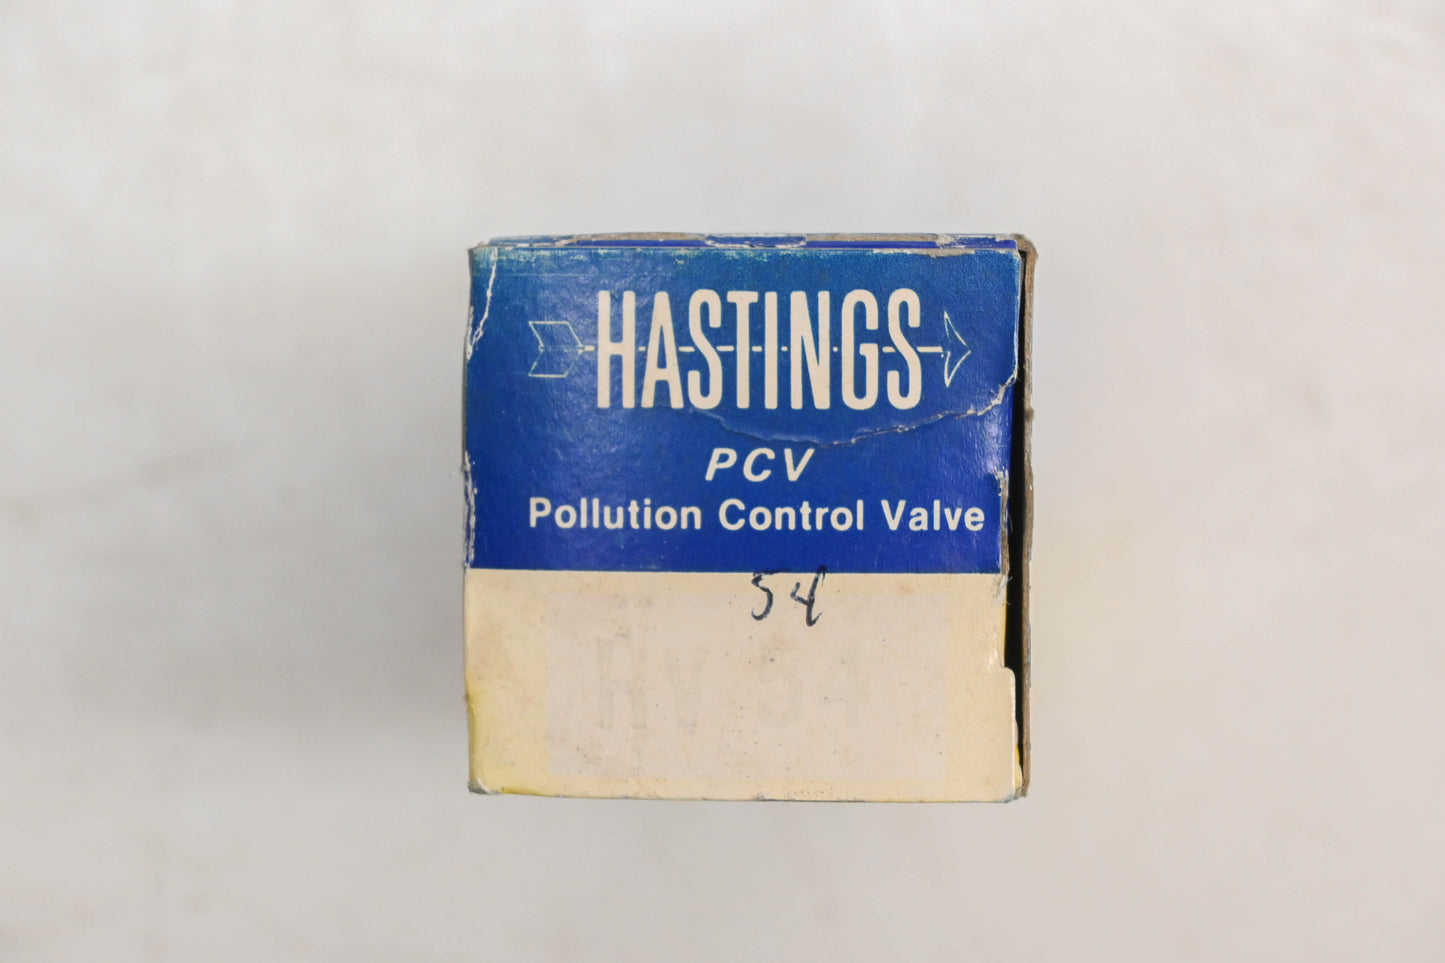 HASTINGS
PCV
Pollution Control Valve
54
HV 54